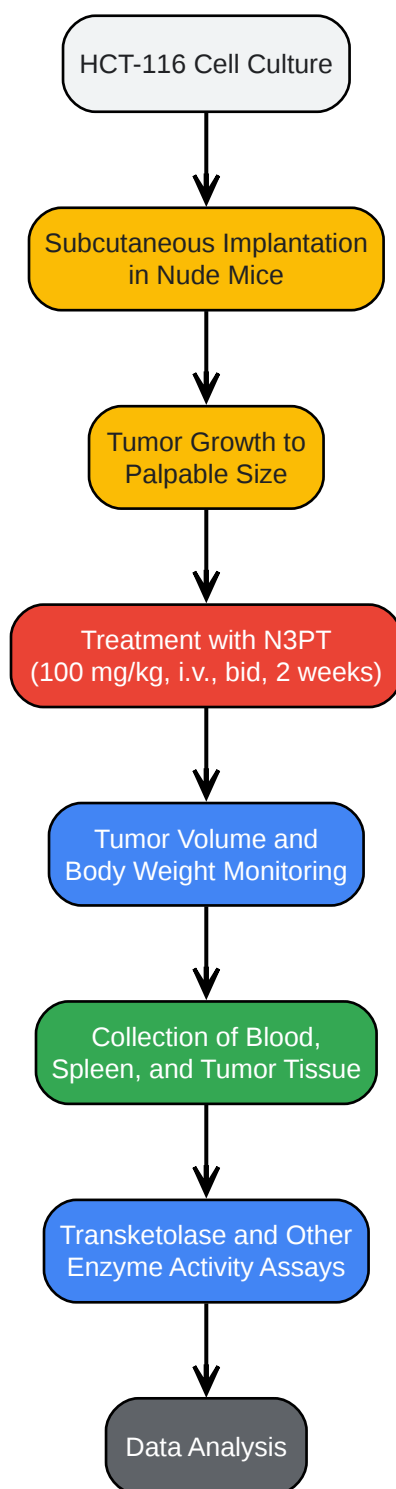 HCT-116 Cell Culture
Subcutaneous Implantation
in Nude Mice
Tumor Growth to
Palpable Size
Treatment with N3PT
(100 mg/kg, i.v., bid, 2 weeks)
Tumor Volume and
Body Weight Monitoring
Collection of Blood,
Spleen, and Tumor Tissue
Transketolase and Other
Enzyme Activity Assays
Data Analysis